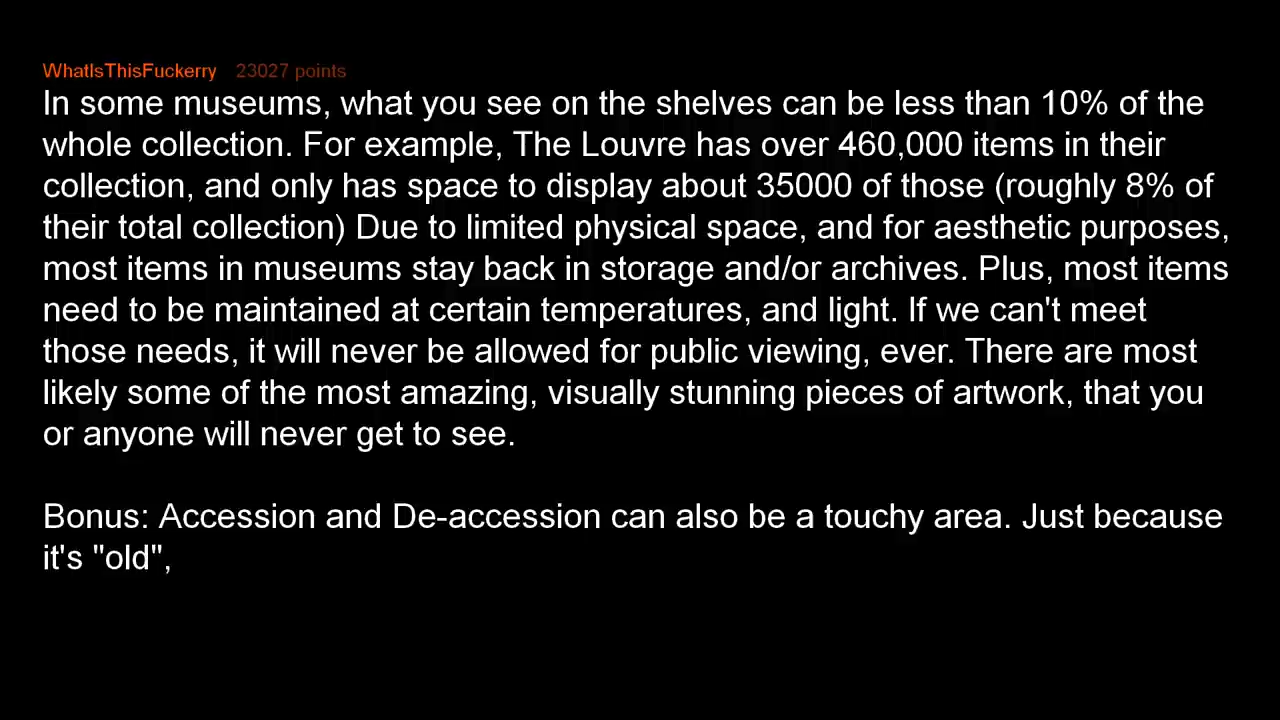 WhatIsThisFuckerry 23027 points
In some museums, what you see on the shelves can be less than 10% of the
whole collection. For example, The Louvre has over 460,000 items in their
collection, and only has space to display about 35000 of those (roughly 8% of
their total collection) Due to limited physical space, and for aesthetic purposes,
most items in museums stay back in storage and/or archives. Plus, most items
need to be maintained at certain temperatures, and light. If we can't meet
those needs, it will never be allowed for public viewing, ever. There are most
likely some of the most amazing, visually stunning pieces of artwork, that you
or anyone will never get to see.
Bonus: Accession and De-accession can also be a touchy area. Just because
it's "old",